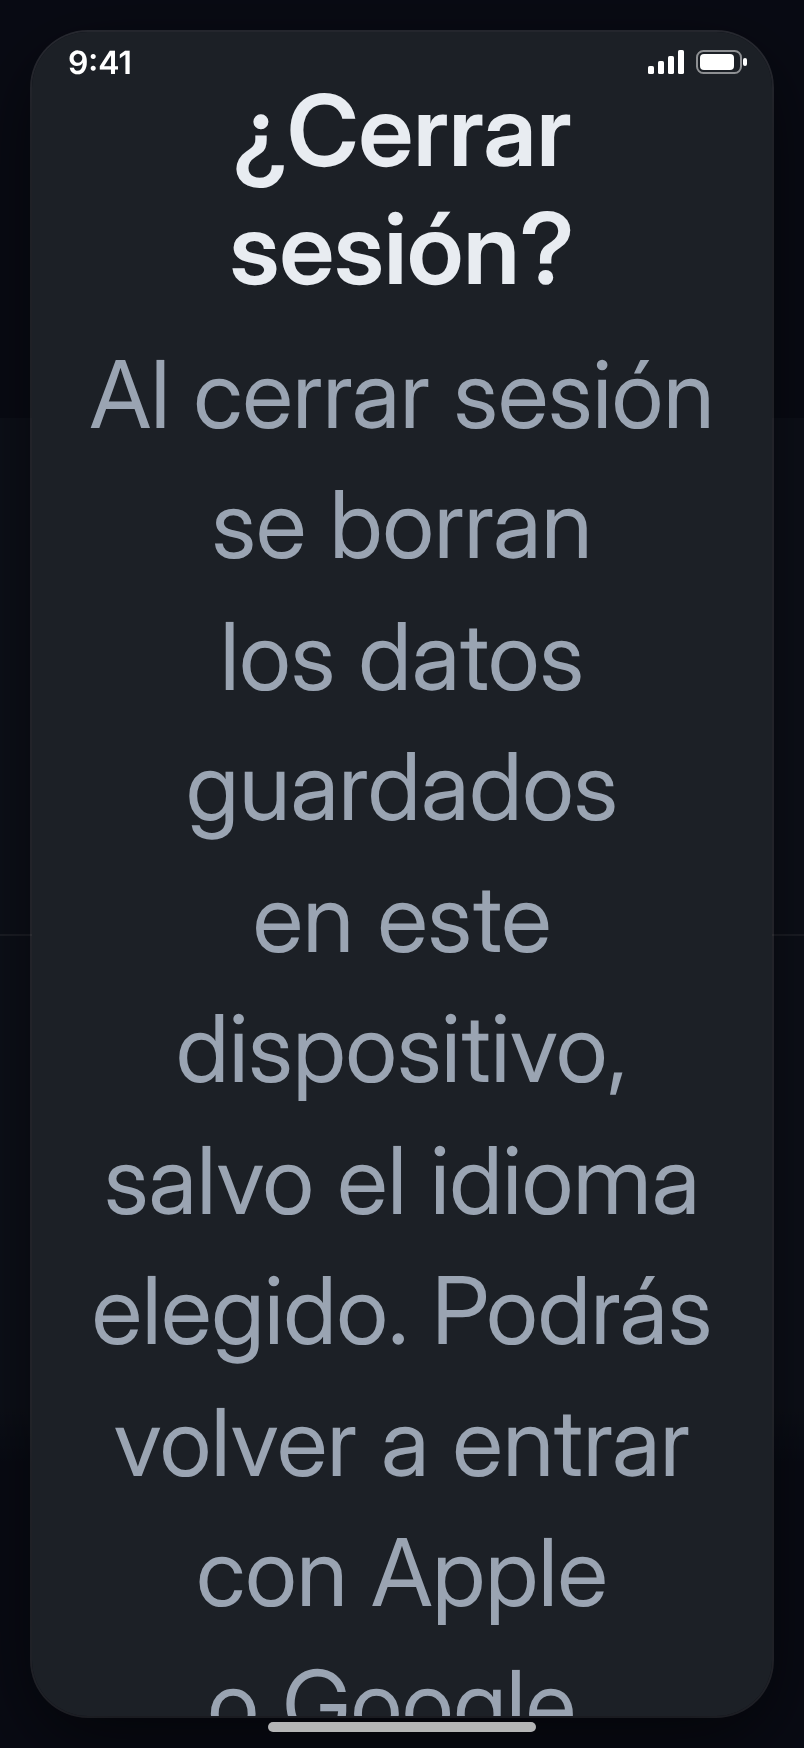 9:41
¿Cerrar
sesión?
Al cerrar sesión
se borran
los datos
guardados
en este
dispositivo,
salvo el idioma
elegido. Podrás
volver a entrar
con Apple
o Google